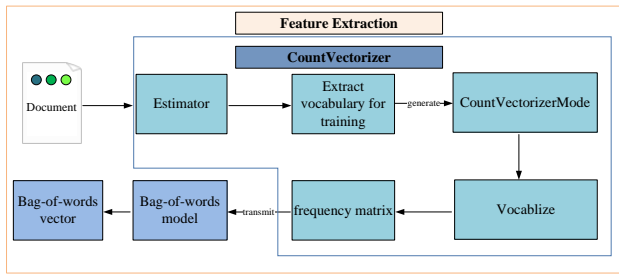 Feature Extraction
CountVectorizer
Document
Estimator
Extract
vocabulary for
training
generate
CountVectorizerMode
Vocablize
frequency matrix
transmit
Bag-of-words
model
Bag-of-words
vector